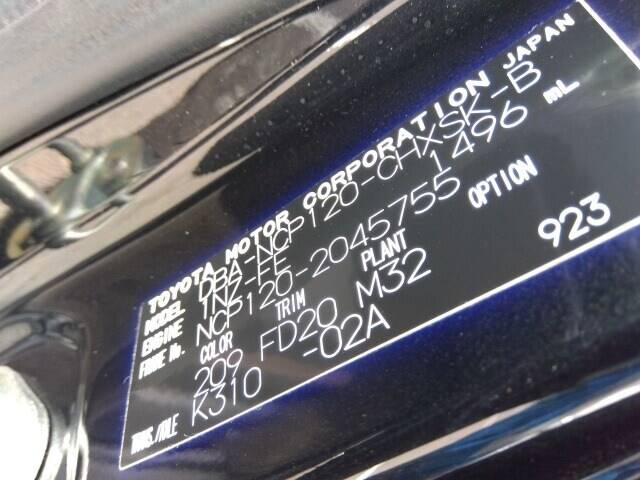 TOYOTA MOTOR CORPORATION JAPAN
MODEL DBA-NCP120-CHXSK-B
ENGINE 1NZ-FE 1496 mL
FRAME No. NCP120-2045755
COLOR TRIM PLANT OPTION
209 FD20 M32 923
TRANS./AXLE K310 -02A